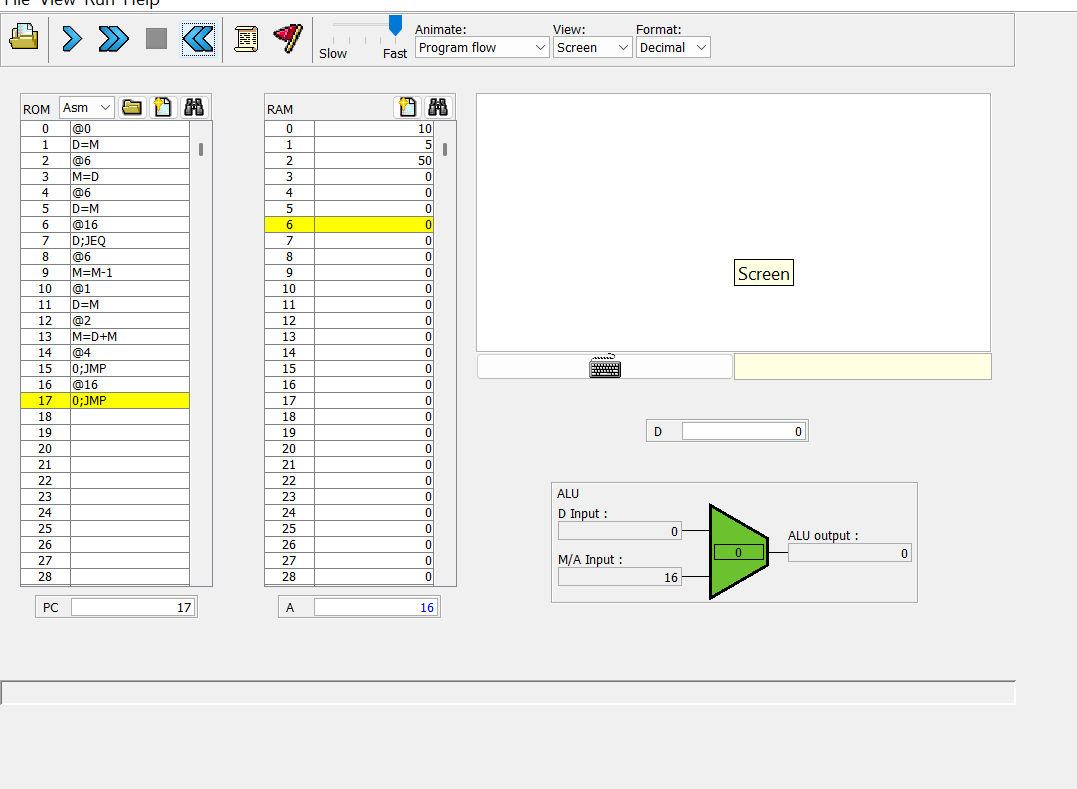 File View Run Help
Animate: View: Format:
Slow Fast Program flow Screen Decimal
ROM Asm
0 @0
1 D=M
2 @6
3 M=D
4 @6
5 D=M
6 @16
7 D;JEQ
8 @6
9 M=M-1
10 @1
11 D=M
12 @2
13 M=D+M
14 @4
15 0;JMP
16 @16
17 0;JMP
18
19
20
21
22
23
24
25
26
27
28
PC 17
RAM
0 10
1 5
2 50
3 0
4 0
5 0
6 0
7 0
8 0
9 0
10 0
11 0
12 0
13 0
14 0
15 0
16 0
17 0
18 0
19 0
20 0
21 0
22 0
23 0
24 0
25 0
26 0
27 0
28 0
A 16
Screen
D 0
ALU
D Input :
0
M/A Input :
16
0
ALU output :
0